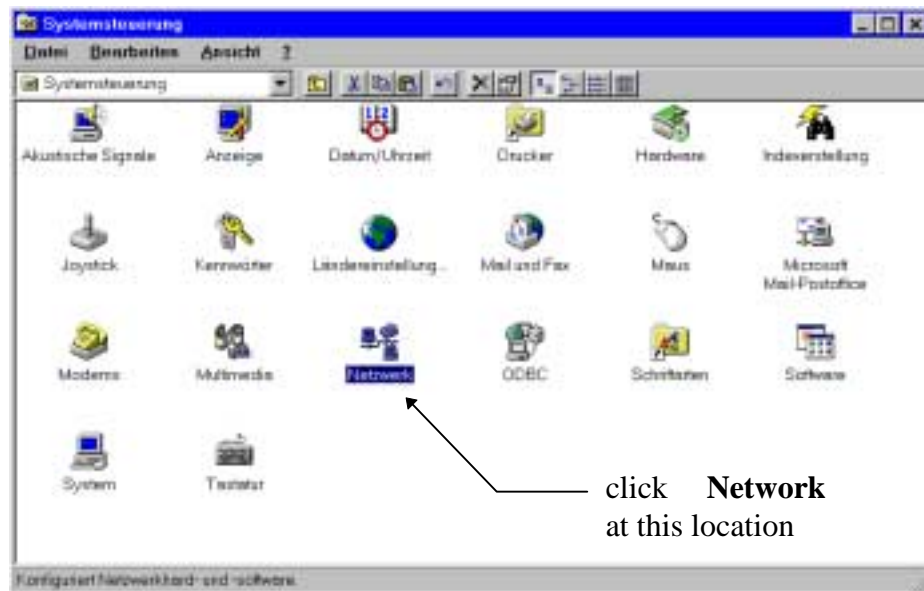 Systemsteuerung
Datei Bearbeiten Ansicht ?
Systemsteuerung
Akustische Signale Anzeige Datum/Uhrzeit Drucker Hardware Indexerstellung
Joystick Kennwörter Ländereinstellung... Mail und Fax Maus Microsoft
Mail-Postoffice
Modems Multimedia Netzwerk ODBC Schriftarten Software
System Tastatur
click Network
at this location
Konfiguriert Netzwerkhard- und -software.